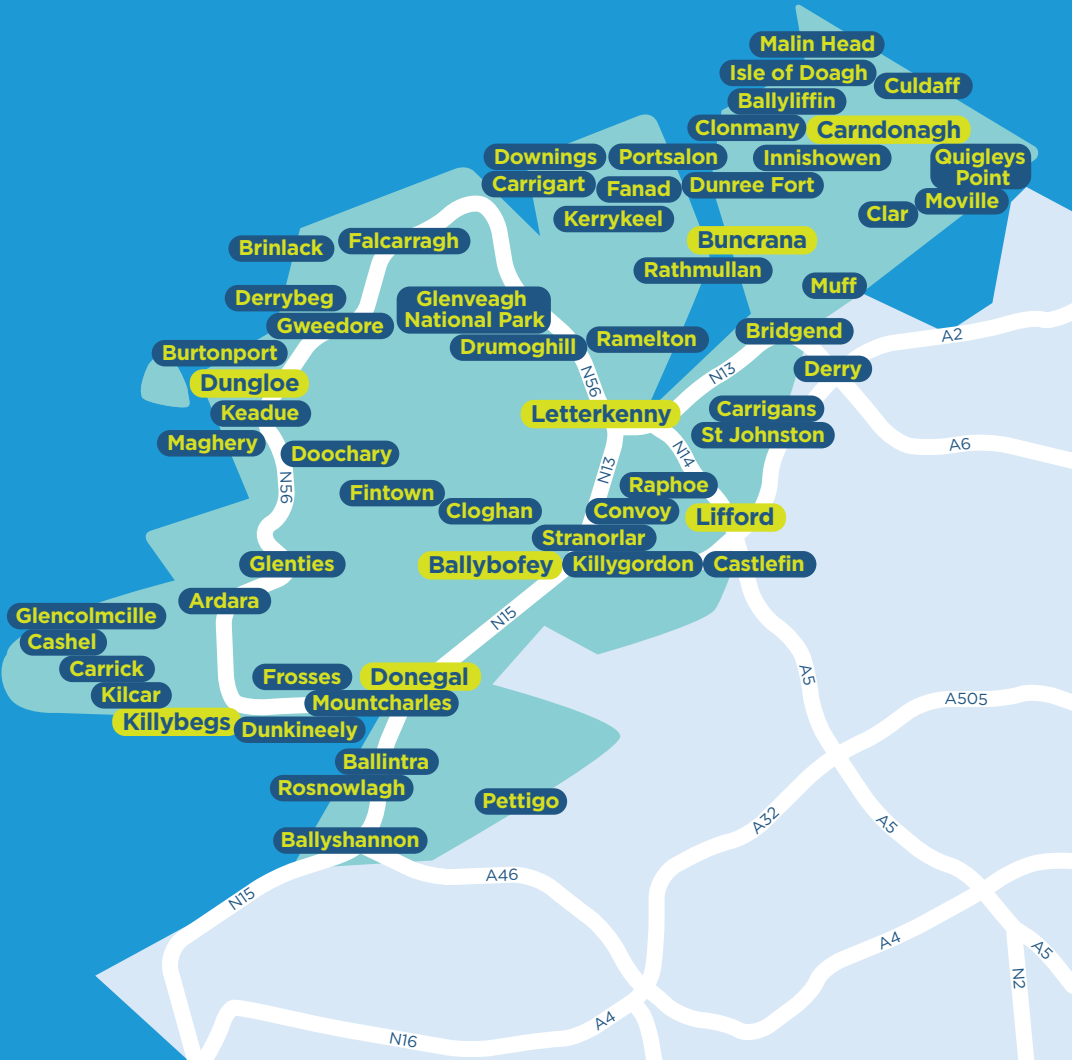 Malin Head
Isle of Doagh
Culdaff
Ballyliffin
Clonmany
Carndonagh
Downings
Portsalon
Innishowen
Quigleys
Point
Carrigart
Fanad
Dunree Fort
Moville
Kerrykeel
Clar
Buncrana
Brinlack
Falcarragh
Rathmullan
Muff
Derrybeg
Glenveagh
National Park
Gweedore
Bridgend
A2
Drumoghill
Ramelton
Burtonport
Derry
N13
N56
Dungloe
Keadue
Letterkenny
Carrigans
St Johnston
Maghery
Doochary
A6
N14
N13
N56
Fintown
Raphoe
Cloghan
Convoy
Lifford
Stranorlar
Glenties
Ballybofey
Killygordon
Castlefin
Ardara
Glencolmcille
N15
Cashel
Carrick
Frosses
Donegal
A5
Kilcar
Mountcharles
A505
Killybegs
Dunkineely
Ballintra
Rosnowlagh
Pettigo
A32
A5
Ballyshannon
A46
N15
A4
A5
N2
A4
N16